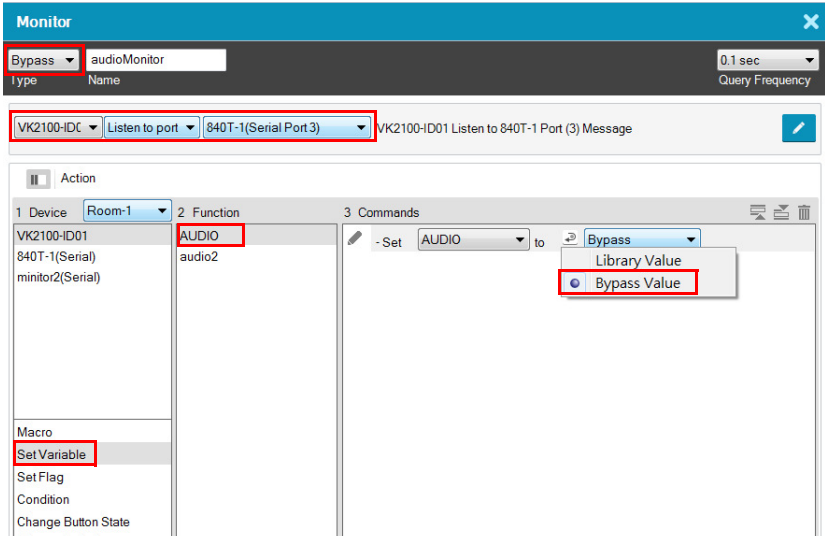 Monitor
Bypass audioMonitor 0.1 sec
Type Name Query Frequency
VK2100-ID0 Listen to port 840T-1(Serial Port 3) VK2100-ID01 Listen to 840T-1 Port (3) Message
Action
1 Device Room-1 2 Function 3 Commands
VK2100-ID01 AUDIO - Set AUDIO to Bypass
840T-1(Serial) audio2 Library Value
minitor2(Serial) Bypass Value
Macro
Set Variable
Set Flag
Condition
Change Button State